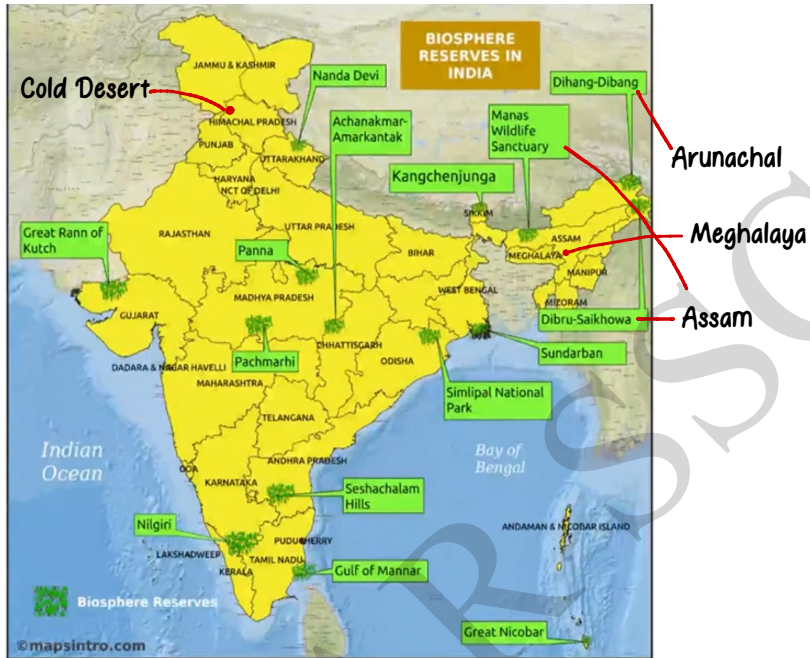 BIOSPHERE
RESERVES IN
INDIA
JAMMU & KASHMIR
Nanda Devi
Dihang-Dibang
Cold Desert
HIMACHAL PRADESH
Achanakmar-
Amarkantak
Manas
Wildlife
Sanctuary
PUNJAB
UTTARAKHAND
Arunachal
HARYANA
NCT OF DELHI
Kangchenjunga
SIKKIM
Great Rann of
Kutch
RAJASTHAN
UTTAR PRADESH
Panna
BIHAR
ASSAM
MEGHALAYA
Meghalaya
MANIPUR
GUJARAT
MADHYA PRADESH
WEST BENGAL
MIZORAM
Dibru-Saikhowa
Assam
CHHATTISGARH
Pachmarhi
ODISHA
Sundarban
DADARA & NAGAR HAVELLI
MAHARASHTRA
Simlipal National
Park
TELANGANA
Indian
Ocean
Bay of
Bengal
GOA
ANDHRA PRADESH
KARNATAKA
Seshachalam
Hills
Nilgiri
PUDUCHERRY
ANDAMAN & NICOBAR ISLAND
LAKSHADWEEP
TAMIL NADU
KERALA
Gulf of Mannar
Biosphere Reserves
Great Nicobar
©mapsintro.com
RSSC